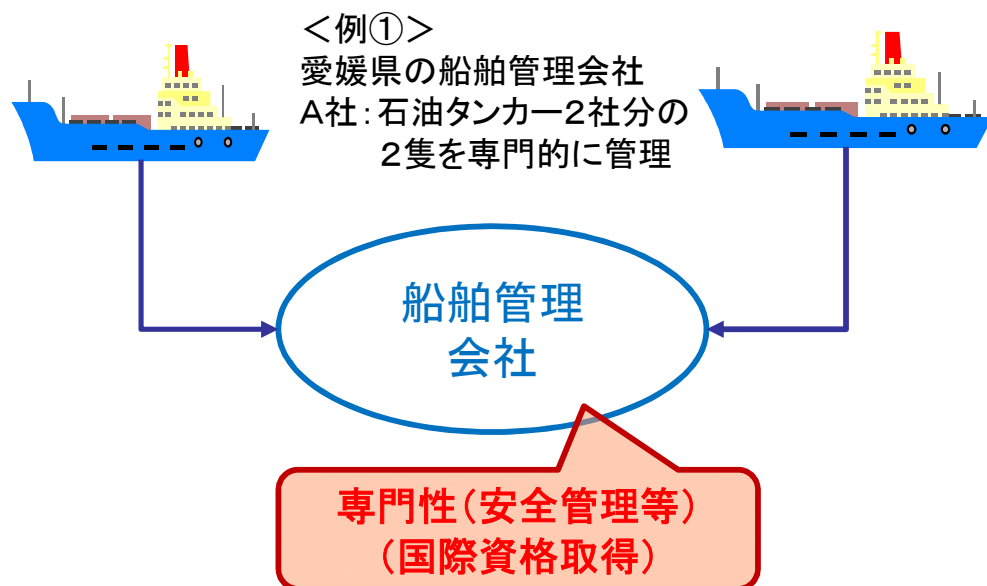 ＜例①＞
愛媛県の船舶管理会社
A社：石油タンカー２社分の
２隻を専門的に管理
船舶管理
会社
専門性（安全管理等）
（国際資格取得）